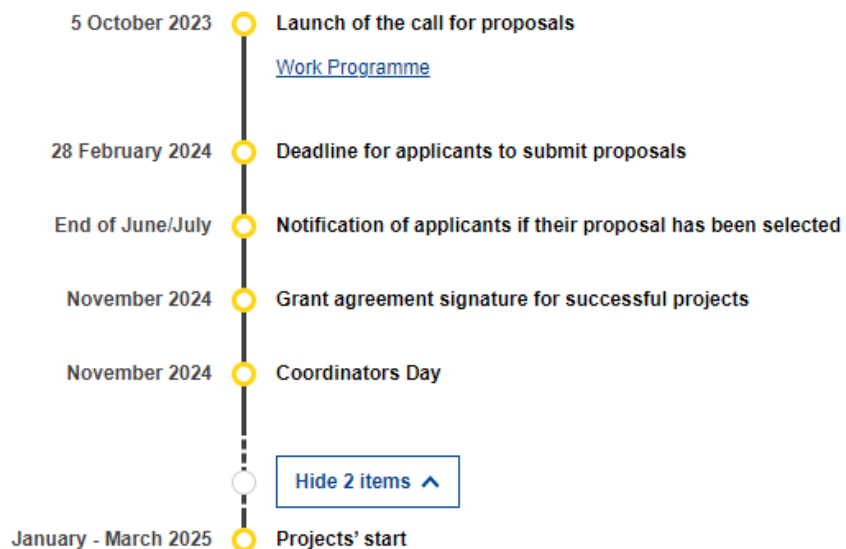 5 October 2023 Launch of the call for proposals
Work Programme
28 February 2024 Deadline for applicants to submit proposals
End of June/July Notification of applicants if their proposal has been selected
November 2024 Grant agreement signature for successful projects
November 2024 Coordinators Day
Hide 2 items
January - March 2025 Projects’ start